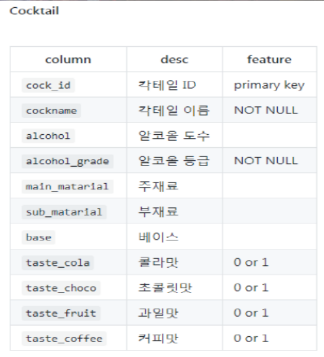 Cocktail
column desc feature
cock_id 칵테일 ID primary key
cockname 칵테일 이름 NOT NULL
alcohol 알코올 도수
alcohol_grade 알코올 등급 NOT NULL
main_matarial 주재료
sub_matarial 부재료
base 베이스
taste_cola 콜라맛 0 or 1
taste_choco 초콜릿맛 0 or 1
taste_fruit 과일맛 0 or 1
taste_coffee 커피맛 0 or 1